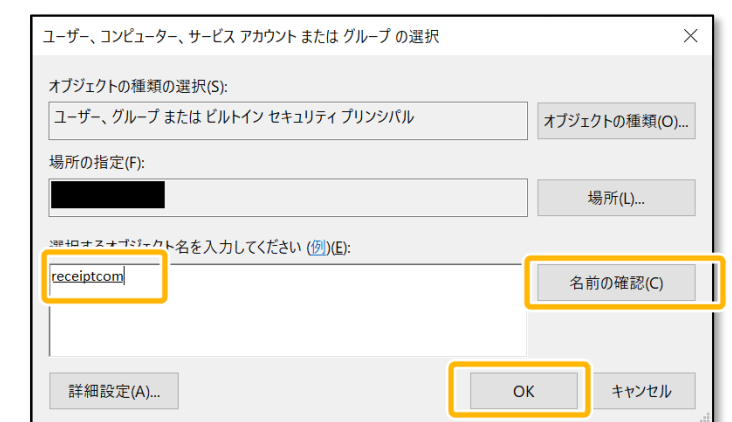 ユーザー、コンピューター、サービス アカウント または グループ の選択
オブジェクトの種類の選択(S):
ユーザー、グループ または ビルトイン セキュリティ プリンシパル
オブジェクトの種類(O)...
場所の指定(F):
場所(L)...
選択するオブジェクト名を入力してください (例)(E):
receiptcom
名前の確認(C)
詳細設定(A)...
OK
キャンセル